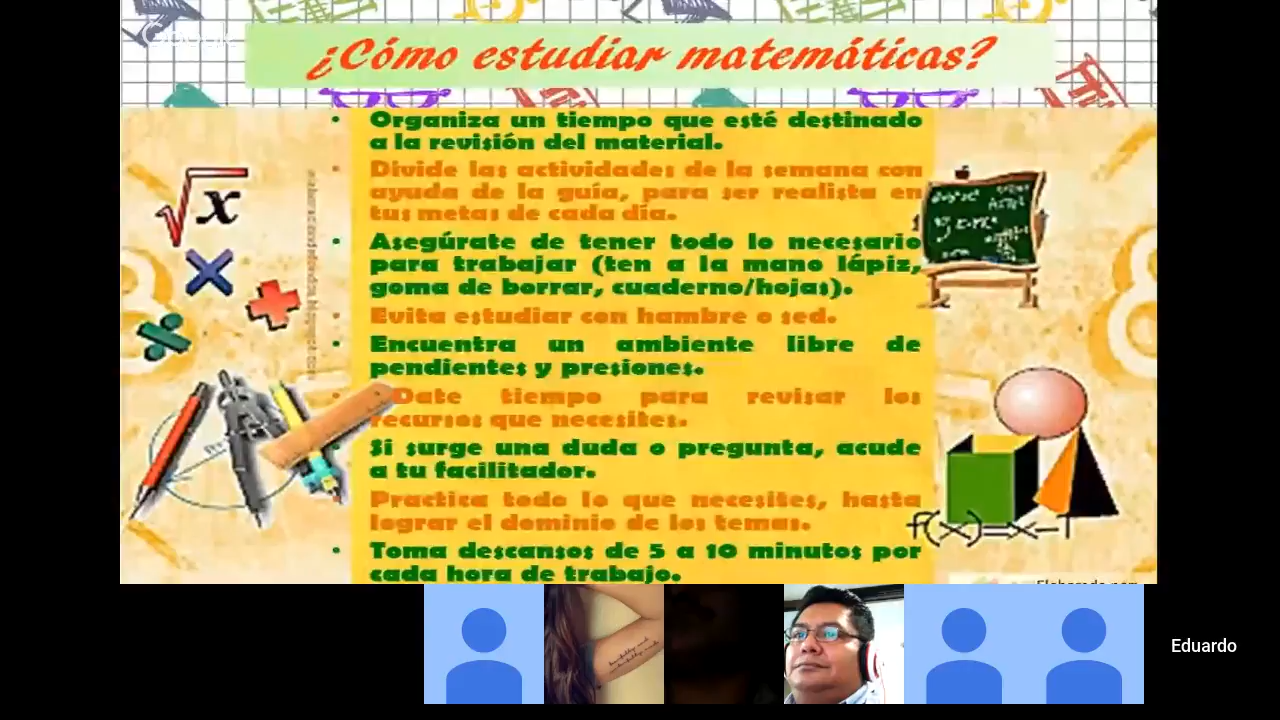 Google
¿Cómo estudiar matemáticas?
• Organiza un tiempo que esté destinado
a la revisión del material.
• Divide las actividades de la semana con
ayuda de la guía, para ser realista en
tus metas de cada día.
• Asegúrate de tener todo lo necesario
para trabajar (ten a la mano lápiz,
goma de borrar, cuaderno/hojas).
• Evita estudiar con hambre o sed.
• Encuentra un ambiente libre de
pendientes y presiones.
• Date tiempo para revisar los
recursos que necesites.
• Si surge una duda o pregunta, acude
a tu facilitador.
• Practica todo lo que necesites, hasta
lograr el dominio de los temas.
• Toma descansos de 5 a 10 minutos por
cada hora de trabajo.
√x
f(x)=x-1
Elaborado por
Eduardo